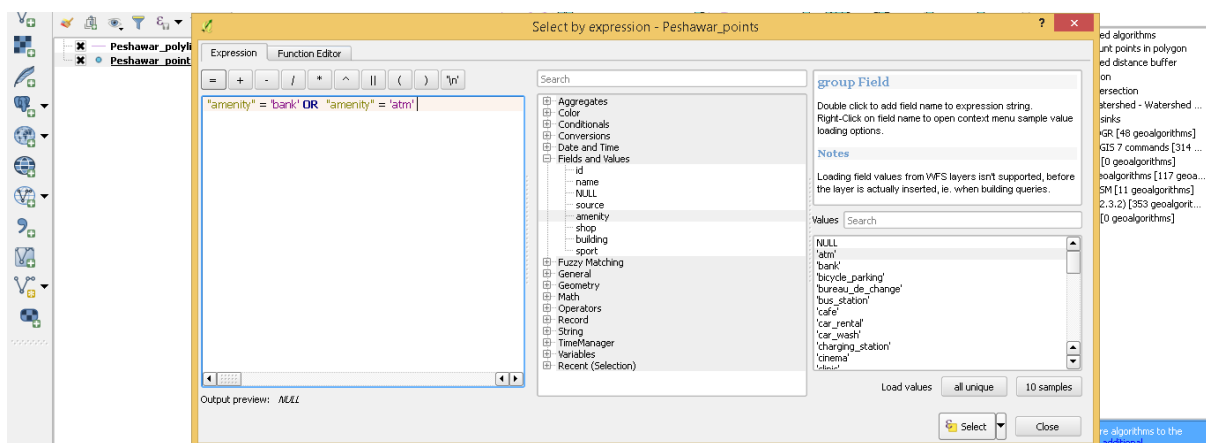 Select by expression - Peshawar_points
? ×
Peshawar_polyli
Peshawar_point
Expression Function Editor
= + - / * ^ || ( ) '\n'
"amenity" = 'bank' OR "amenity" = 'atm'
Output preview: NULL
Search
Aggregates
Color
Conditionals
Conversions
Date and Time
Fields and Values
id
name
NULL
source
amenity
shop
building
sport
Fuzzy Matching
General
Geometry
Math
Operators
Record
String
TimeManager
Variables
Recent (Selection)
group Field
Double click to add field name to expression string.
Right-Click on field name to open context menu sample value
loading options.
Notes
Loading field values from WFS layers isn't supported, before
the layer is actually inserted, ie. when building queries.
Values Search
NULL
'atm'
'bank'
'bicycle_parking'
'bureau_de_change'
'bus_station'
'cafe'
'car_rental'
'car_wash'
'charging_station'
'cinema'
'clinic'
Load values all unique 10 samples
Select Close
ed algorithms
unt points in polygon
ed distance buffer
on
ersection
atershed - Watershed ...
sinks
GR [48 geoalgorithms]
GIS 7 commands [314 ...
[0 geoalgorithms]
eoalgorithms [117 geoa...
SM [11 geoalgorithms]
2.3.2) [353 geoalgorit...
[0 geoalgorithms]
re algorithms to the
additional